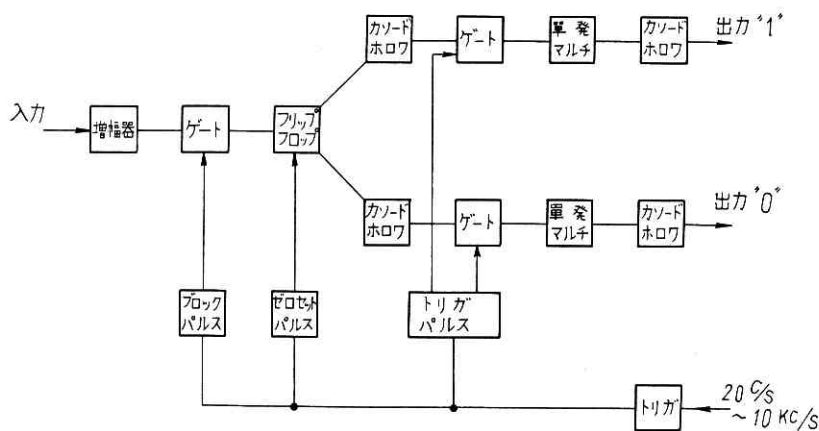 カソード
ホロワ
ゲート
單発
マルチ
カソード
ホロワ
出力"1"
入力
増幅器
ゲート
フリップ
フロップ
カソード
ホロワ
ゲート
單発
マルチ
カソード
ホロワ
出力"0"
ブロック
パルス
ゼロセット
パルス
トリガ
パルス
トリガ
20 C/S
~10 KC/S